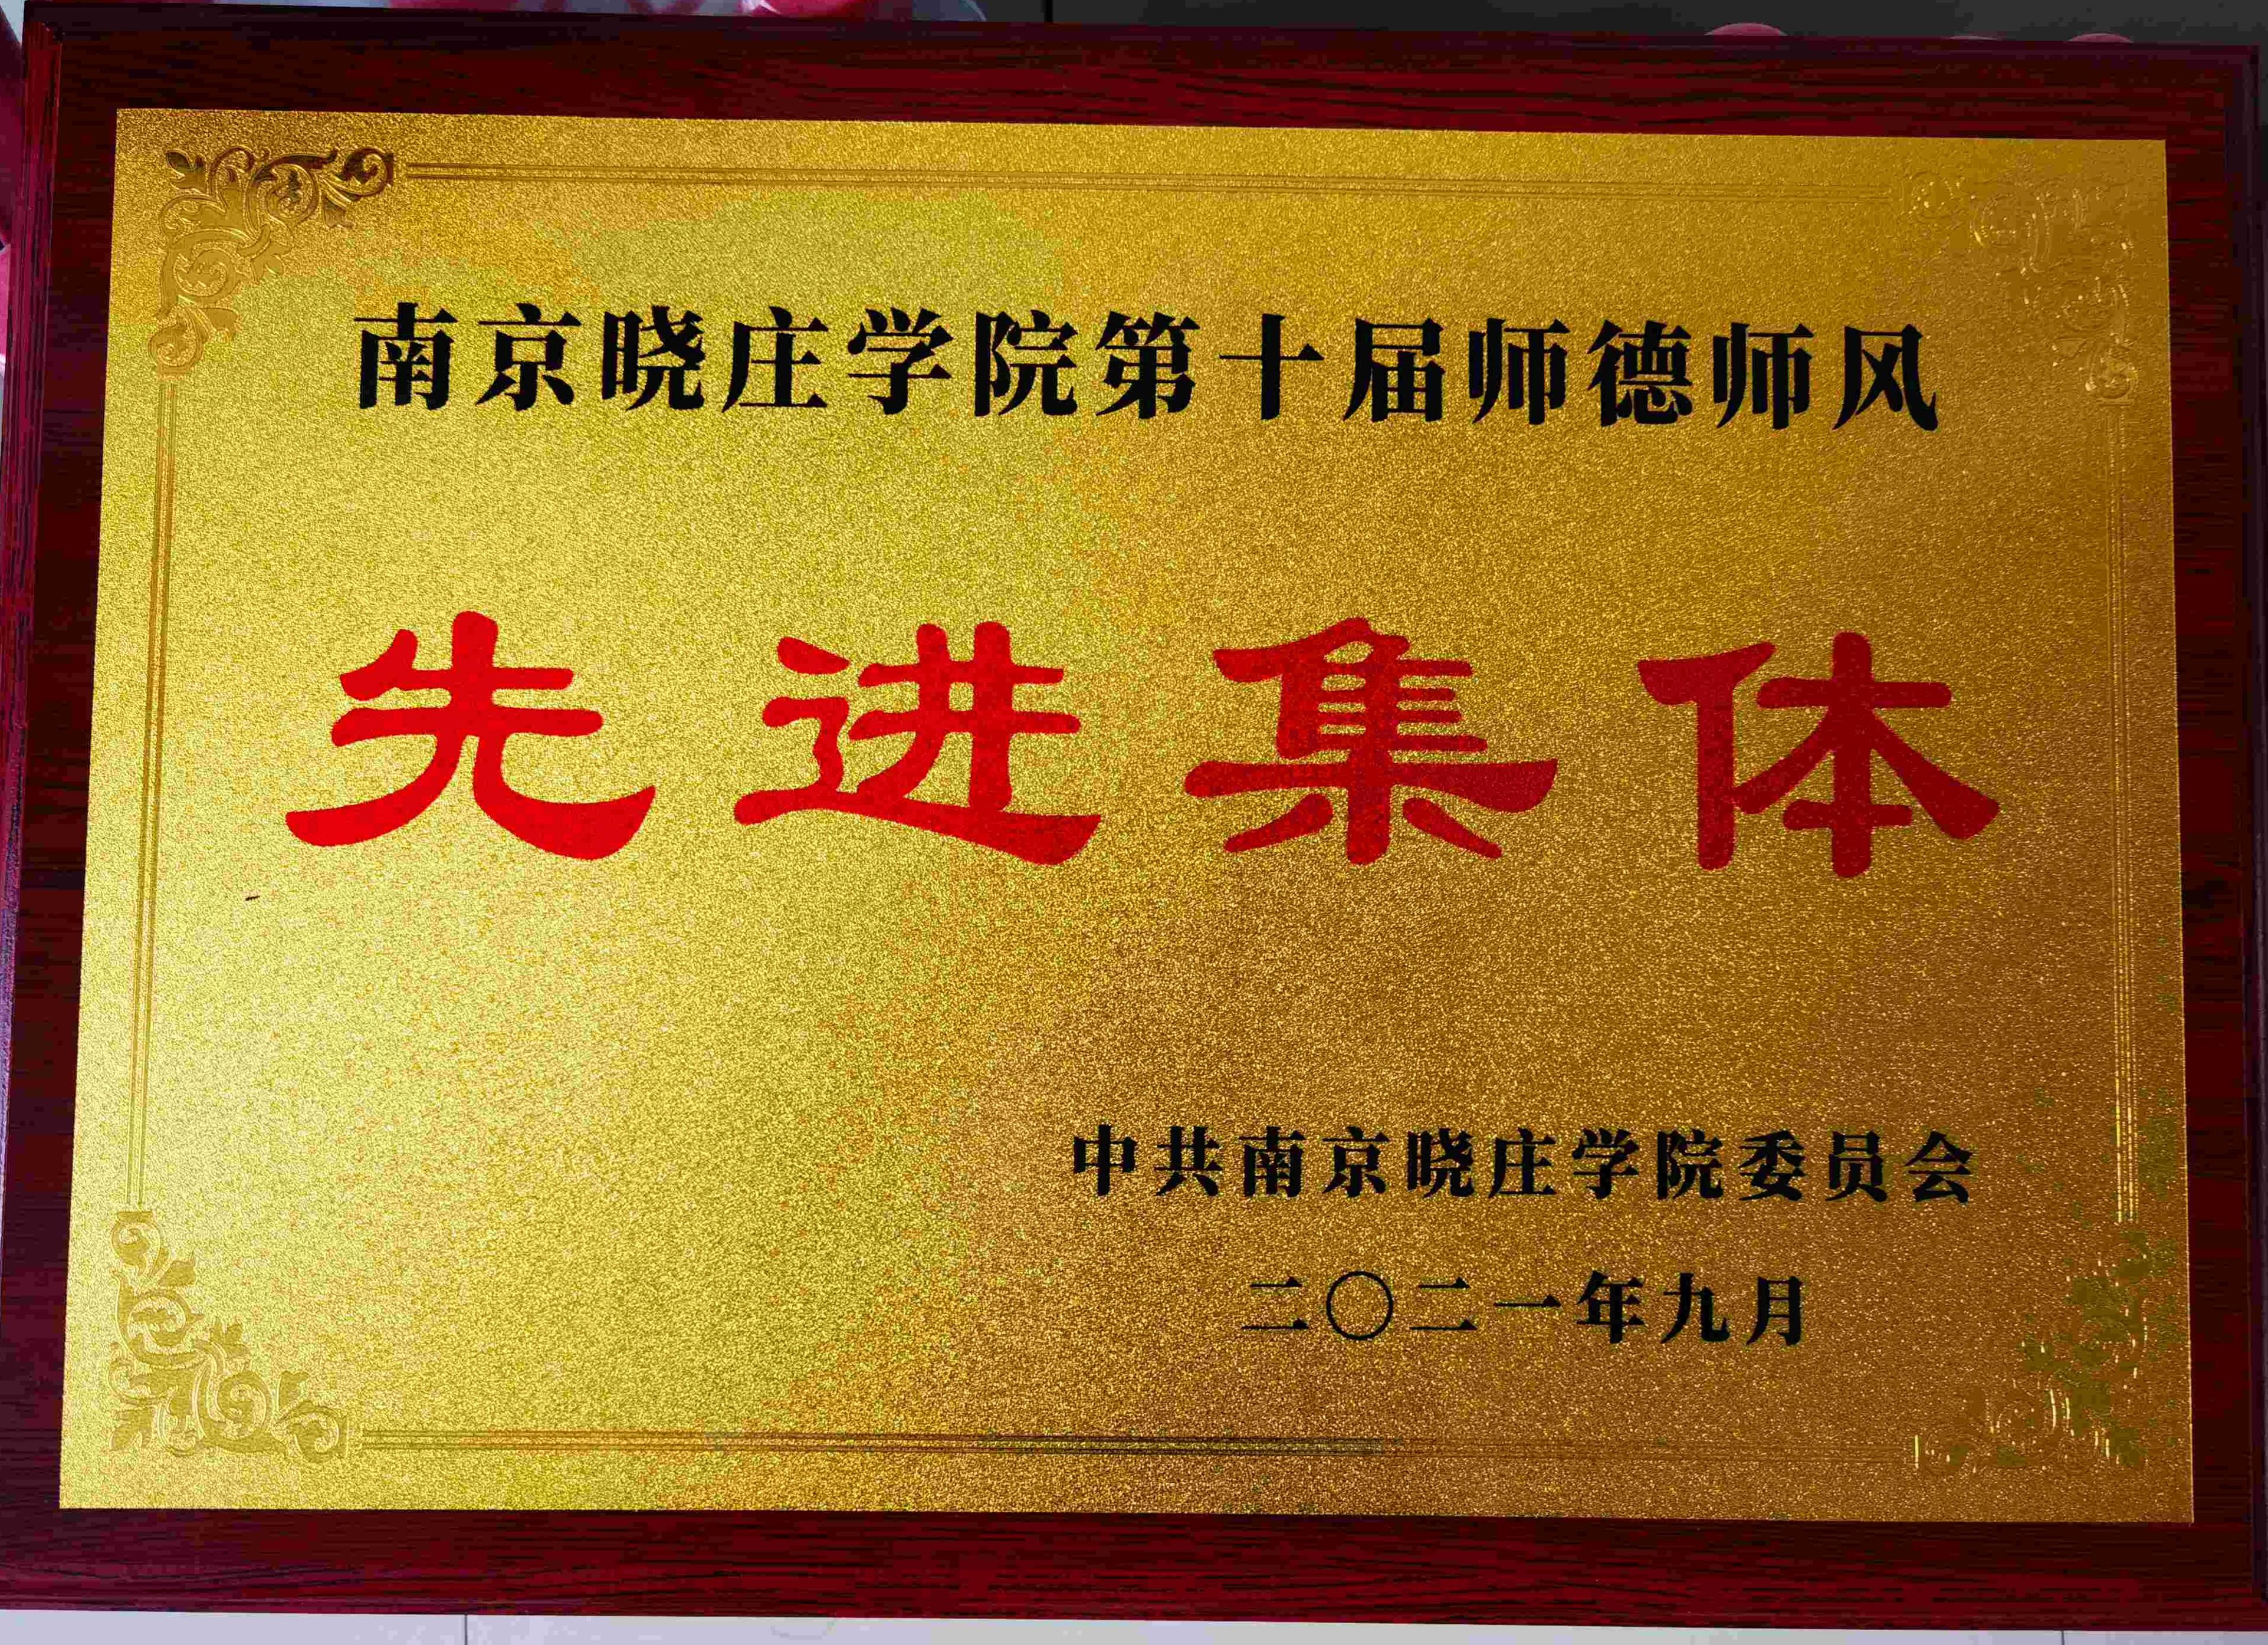 南京晓庄学院第十届师德师风
先进集体
中共南京晓庄学院委员会
二〇二一年九月